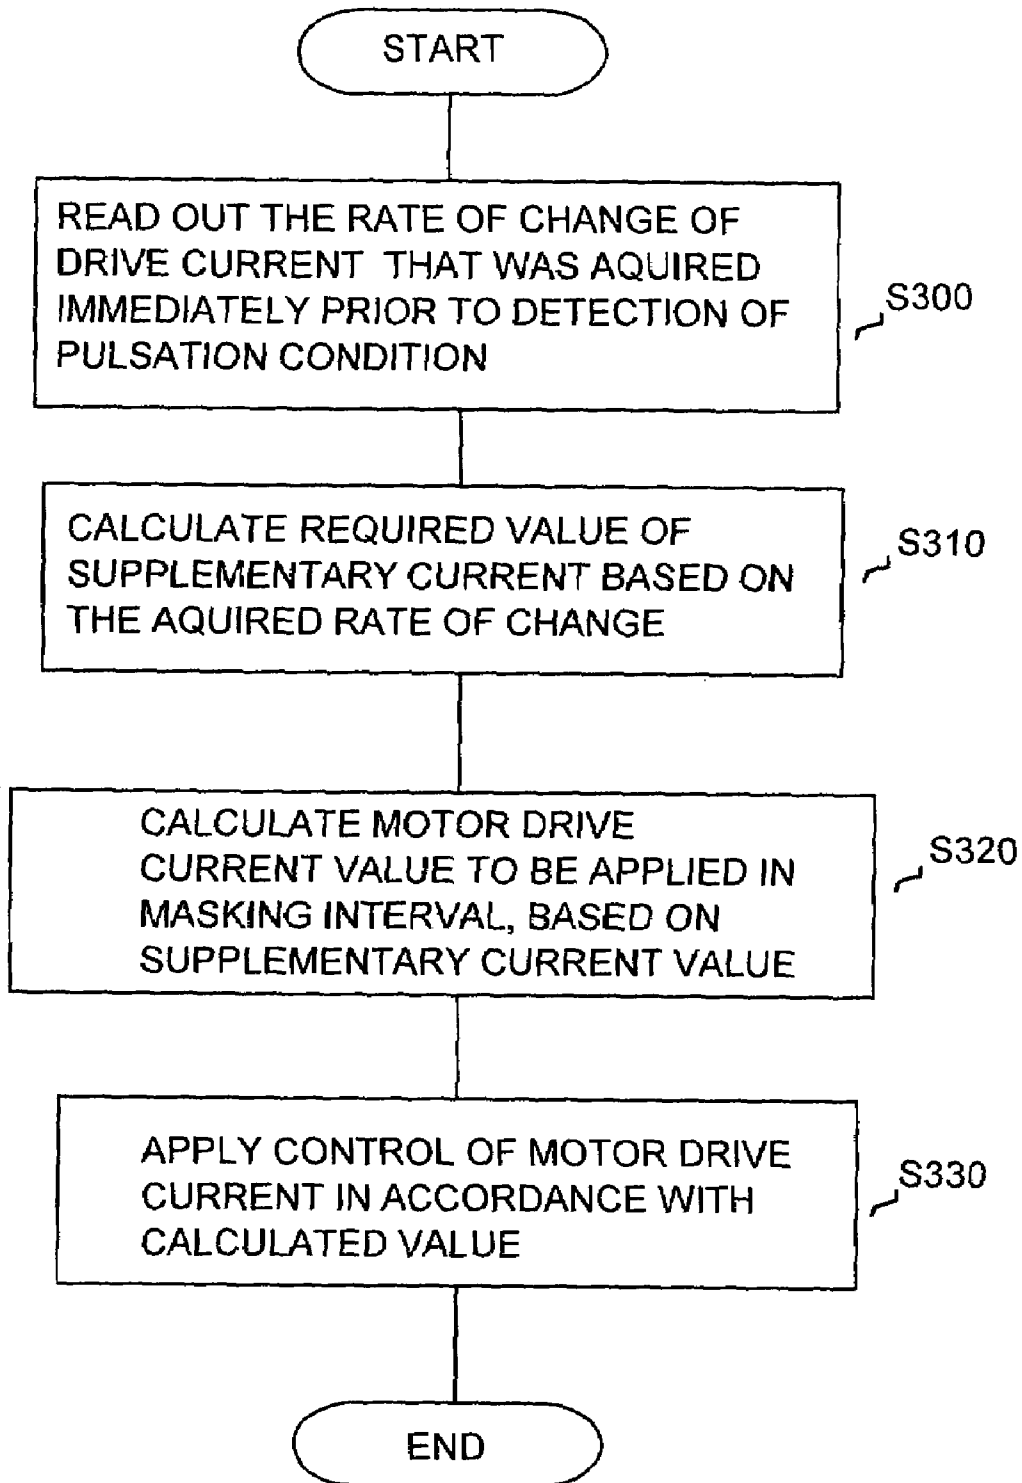 START
READ OUT THE RATE OF CHANGE OF
DRIVE CURRENT THAT WAS AQUIRED
IMMEDIATELY PRIOR TO DETECTION OF
PULSATION CONDITION
S300
CALCULATE REQUIRED VALUE OF
SUPPLEMENTARY CURRENT BASED ON
THE AQUIRED RATE OF CHANGE
S310
CALCULATE MOTOR DRIVE
CURRENT VALUE TO BE APPLIED IN
MASKING INTERVAL, BASED ON
SUPPLEMENTARY CURRENT VALUE
S320
APPLY CONTROL OF MOTOR DRIVE
CURRENT IN ACCORDANCE WITH
CALCULATED VALUE
S330
END